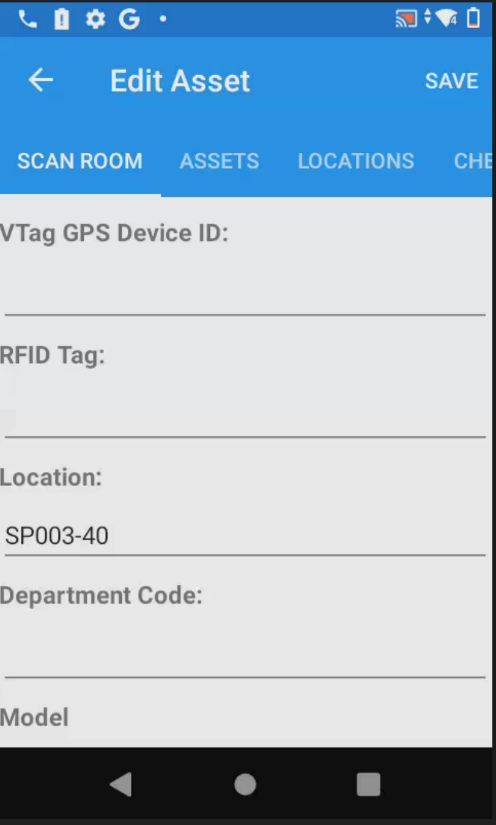 Edit Asset
SAVE
SCAN ROOM ASSETS LOCATIONS CHE
VTag GPS Device ID:
RFID Tag:
Location:
SP003-40
Department Code:
Model